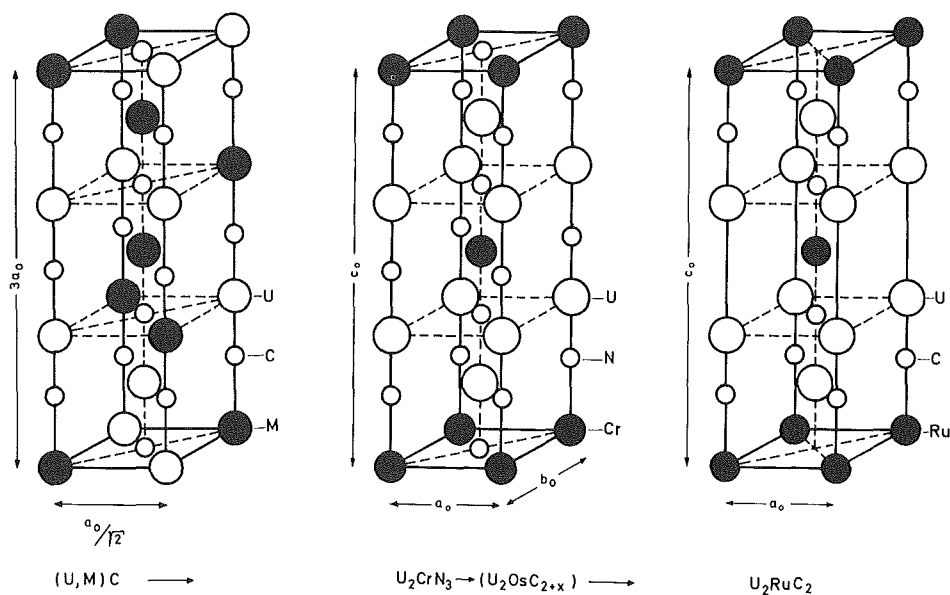 3a₀
U
C
M
a₀/√2
(U,M)C ⟶
c₀
U
N
Cr
a₀
b₀
U₂CrN₃→(U₂OsC₂₊ₓ) ⟶
c₀
U
C
Ru
a₀
U₂RuC₂